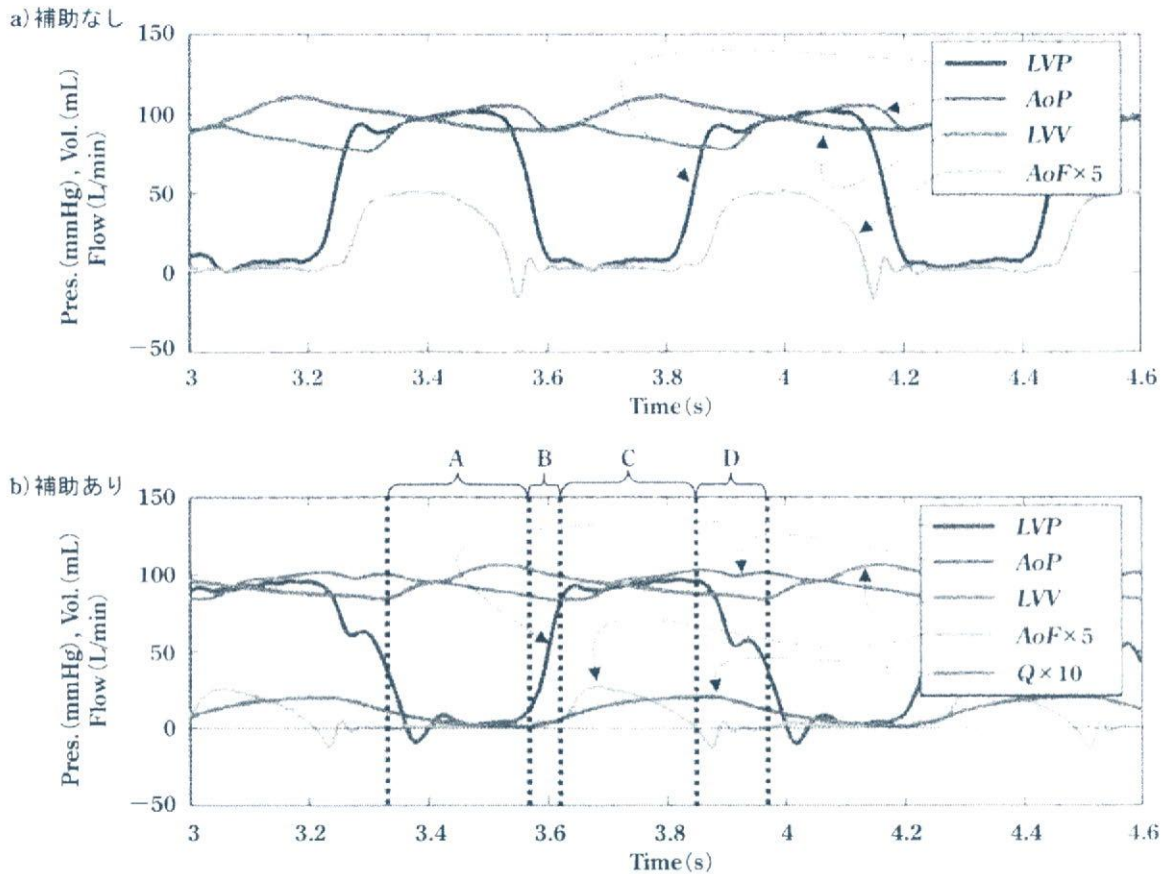 a)補助なし
Pres.(mmHg), Vol.(mL)
Flow(L/min)
150
100
50
0
−50
3
3.2
3.4
3.6
3.8
4
4.2
4.4
4.6
Time(s)
LVP
AoP
LVV
AoF×5
b)補助あり
A
B
C
D
Pres.(mmHg), Vol.(mL)
Flow(L/min)
150
100
50
0
−50
3
3.2
3.4
3.6
3.8
4
4.2
4.4
4.6
Time(s)
LVP
AoP
LVV
AoF×5
Q×10